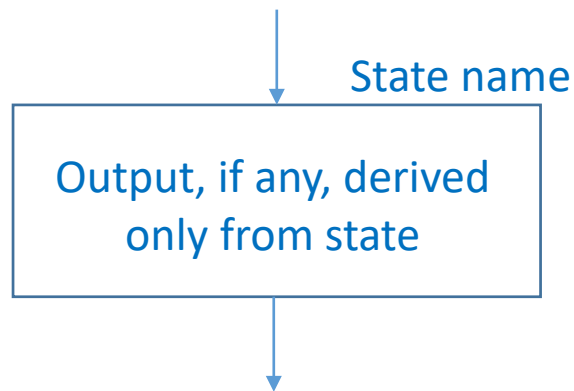 State name
Output, if any, derived
only from state